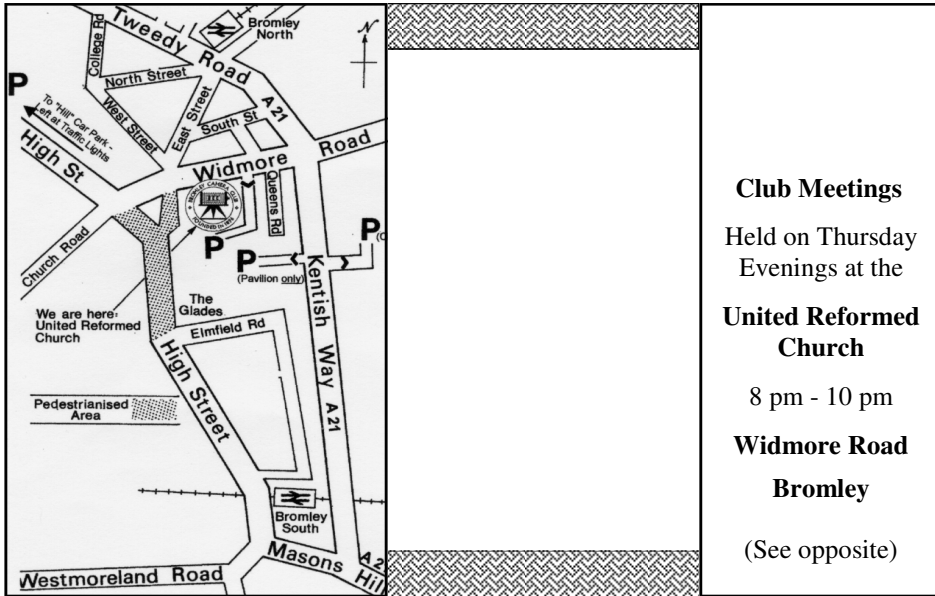 Tweedy Road
College Rd
Bromley
North
N
North Street
P
To "Hill" Car Park -
Left at Traffic
Lights
West Street
East Street
South St
A 21
High St
Widmore Road
BROMLEY CAMERA CLUB
Queens Rd
P
P
(Pavilion only)
P
Church Road
We are here:
United Reformed
Church
The
Glades
Elmfield Rd
Kentish Way A 21
High Street
Pedestrianised
Area
Bromley
South
Masons Hill
Westmoreland Road
Club Meetings
Held on Thursday
Evenings at the
United Reformed
Church
8 pm - 10 pm
Widmore Road
Bromley
(See opposite)